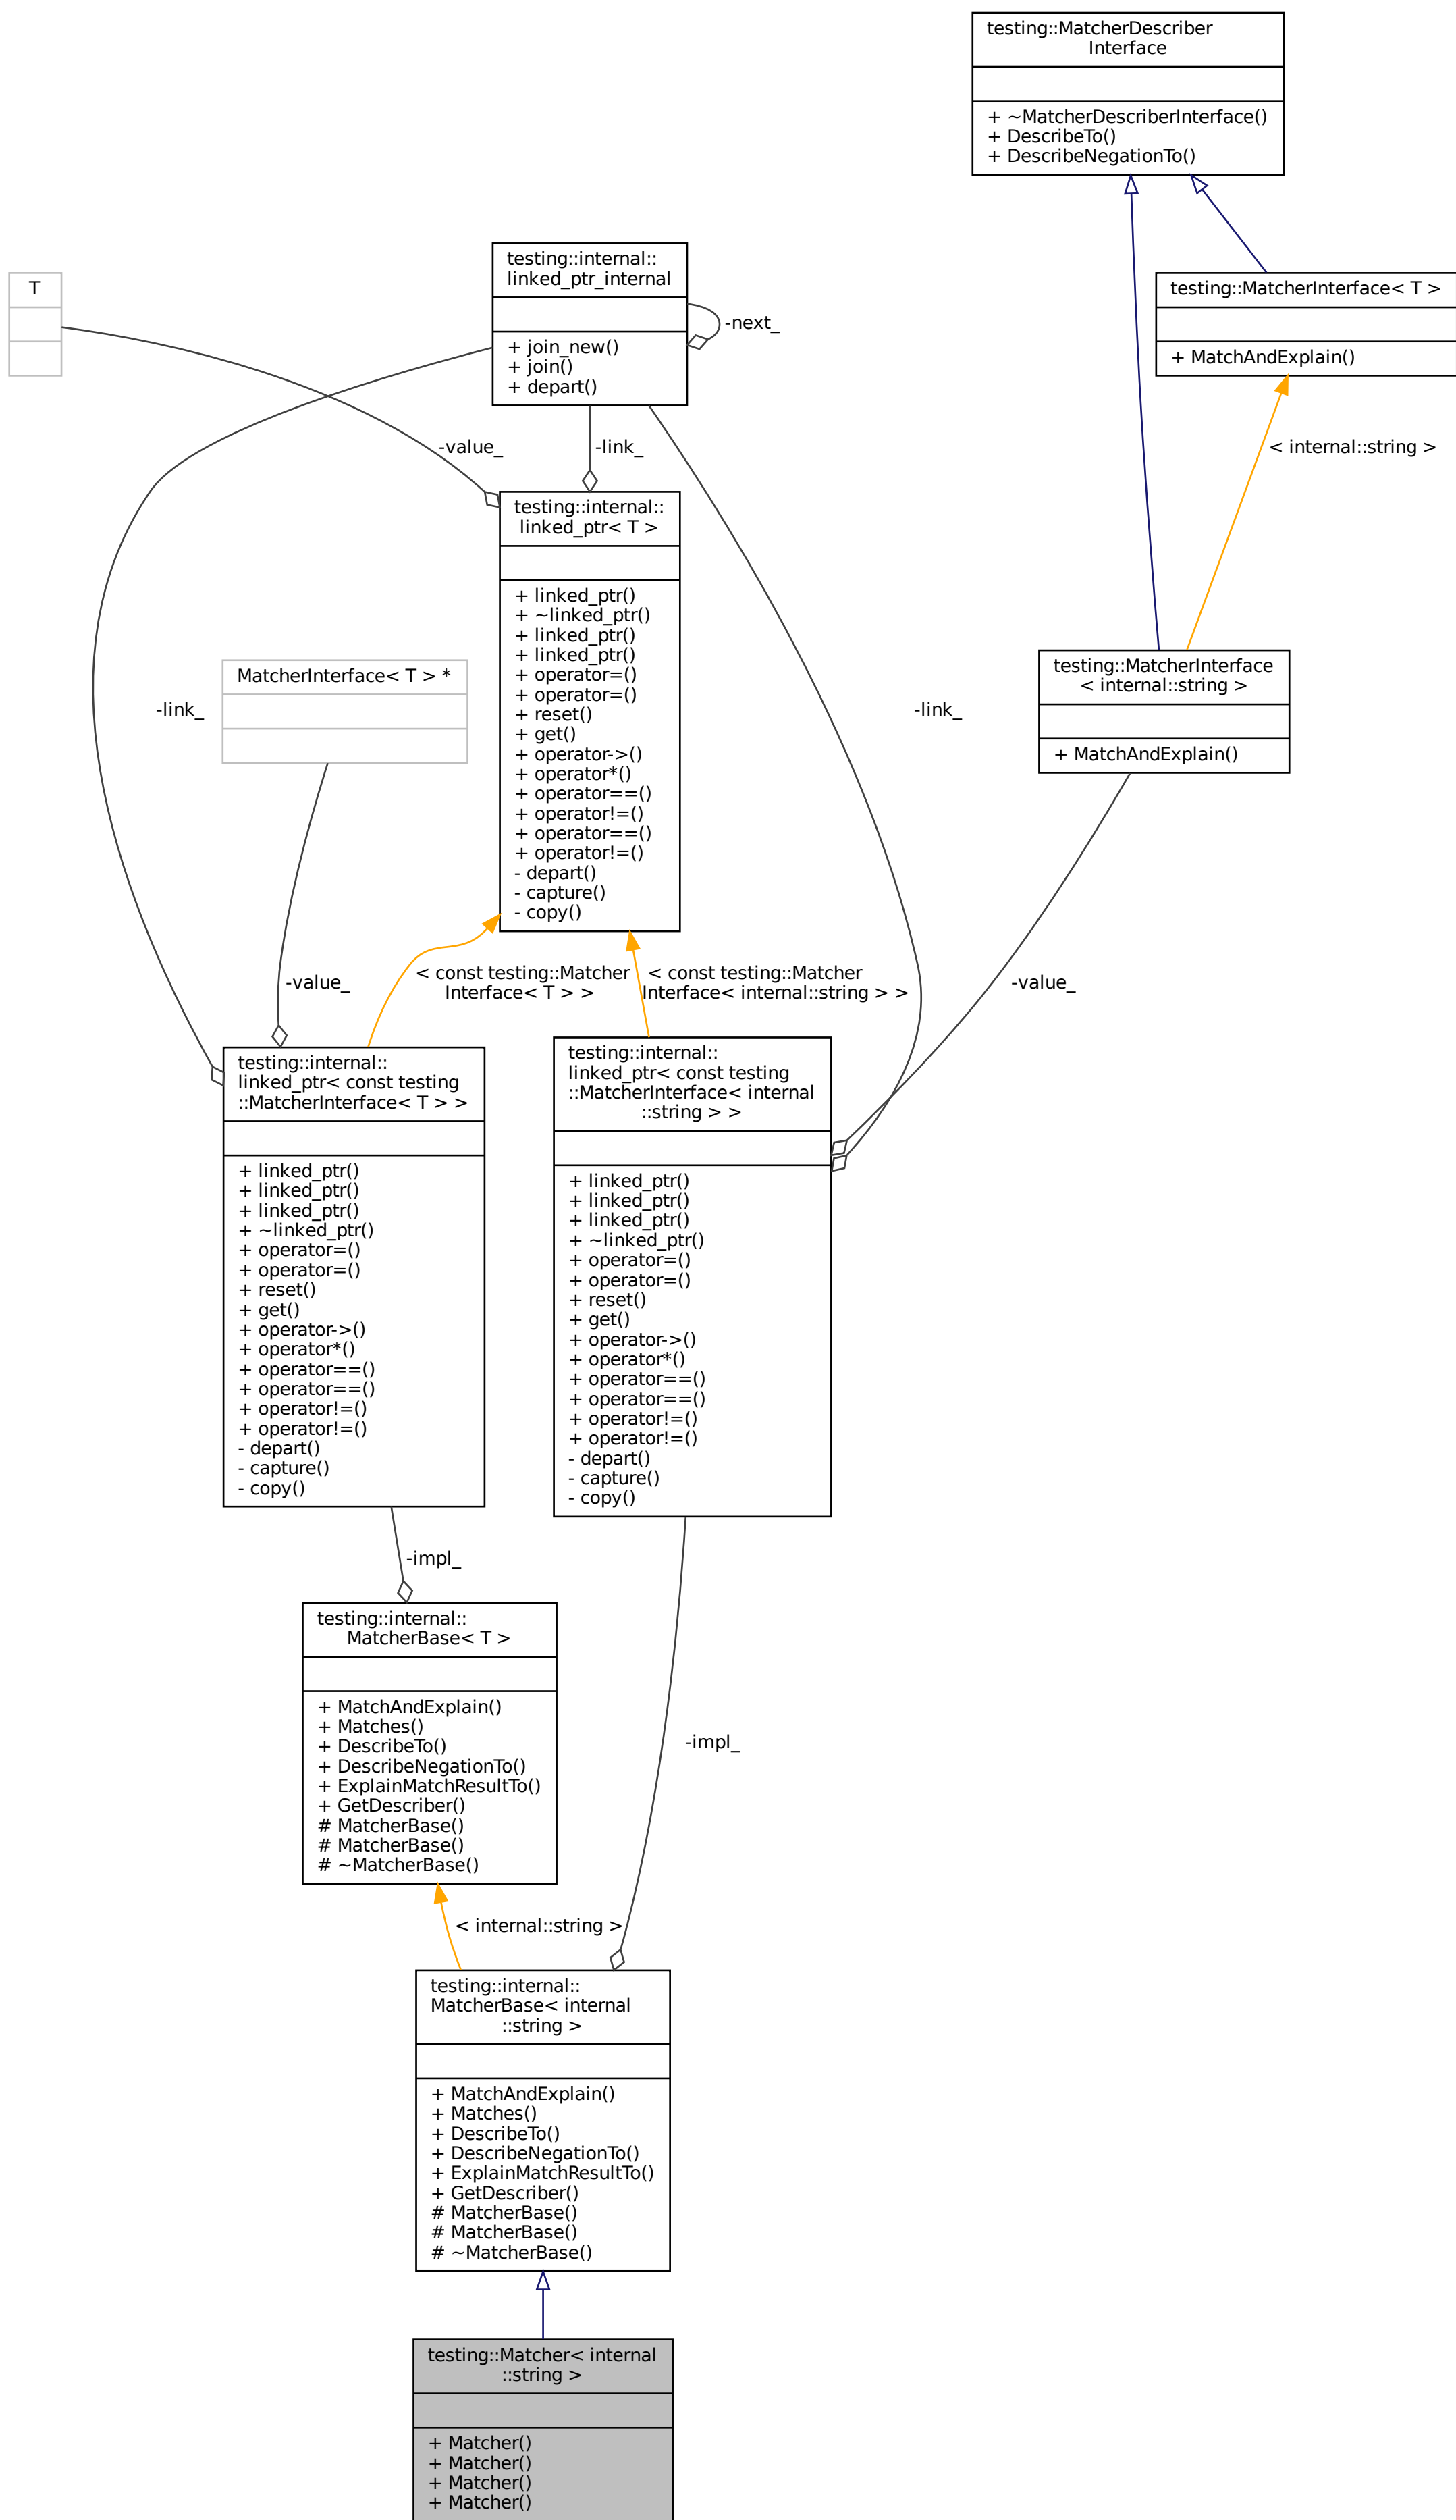 testing::MatcherDescriber
Interface
+ ~MatcherDescriberInterface()
+ DescribeTo()
+ DescribeNegationTo()
testing::internal::
linked_ptr_internal
+ join_new()
+ join()
+ depart()
-next_
T
testing::MatcherInterface< T >
+ MatchAndExplain()
-value_
-link_
< internal::string >
testing::internal::
linked_ptr< T >
+ linked_ptr()
+ ~linked_ptr()
+ linked_ptr()
+ linked_ptr()
+ operator=()
+ operator=()
+ reset()
+ get()
+ operator->()
+ operator*()
+ operator==()
+ operator!=()
+ operator==()
+ operator!=()
- depart()
- capture()
- copy()
MatcherInterface< T > *
testing::MatcherInterface
< internal::string >
+ MatchAndExplain()
-link_
-link_
-value_
< const testing::Matcher
Interface< T > >
< const testing::Matcher
Interface< internal::string > >
-value_
testing::internal::
linked_ptr< const testing
::MatcherInterface< T > >
+ linked_ptr()
+ linked_ptr()
+ linked_ptr()
+ ~linked_ptr()
+ operator=()
+ operator=()
+ reset()
+ get()
+ operator->()
+ operator*()
+ operator==()
+ operator==()
+ operator!=()
+ operator!=()
- depart()
- capture()
- copy()
testing::internal::
linked_ptr< const testing
::MatcherInterface< internal
::string > >
+ linked_ptr()
+ linked_ptr()
+ linked_ptr()
+ ~linked_ptr()
+ operator=()
+ operator=()
+ reset()
+ get()
+ operator->()
+ operator*()
+ operator==()
+ operator==()
+ operator!=()
+ operator!=()
- depart()
- capture()
- copy()
-impl_
testing::internal::
MatcherBase< T >
+ MatchAndExplain()
+ Matches()
+ DescribeTo()
+ DescribeNegationTo()
+ ExplainMatchResultTo()
+ GetDescriber()
# MatcherBase()
# MatcherBase()
# ~MatcherBase()
-impl_
< internal::string >
testing::internal::
MatcherBase< internal
::string >
+ MatchAndExplain()
+ Matches()
+ DescribeTo()
+ DescribeNegationTo()
+ ExplainMatchResultTo()
+ GetDescriber()
# MatcherBase()
# MatcherBase()
# ~MatcherBase()
testing::Matcher< internal
::string >
+ Matcher()
+ Matcher()
+ Matcher()
+ Matcher()